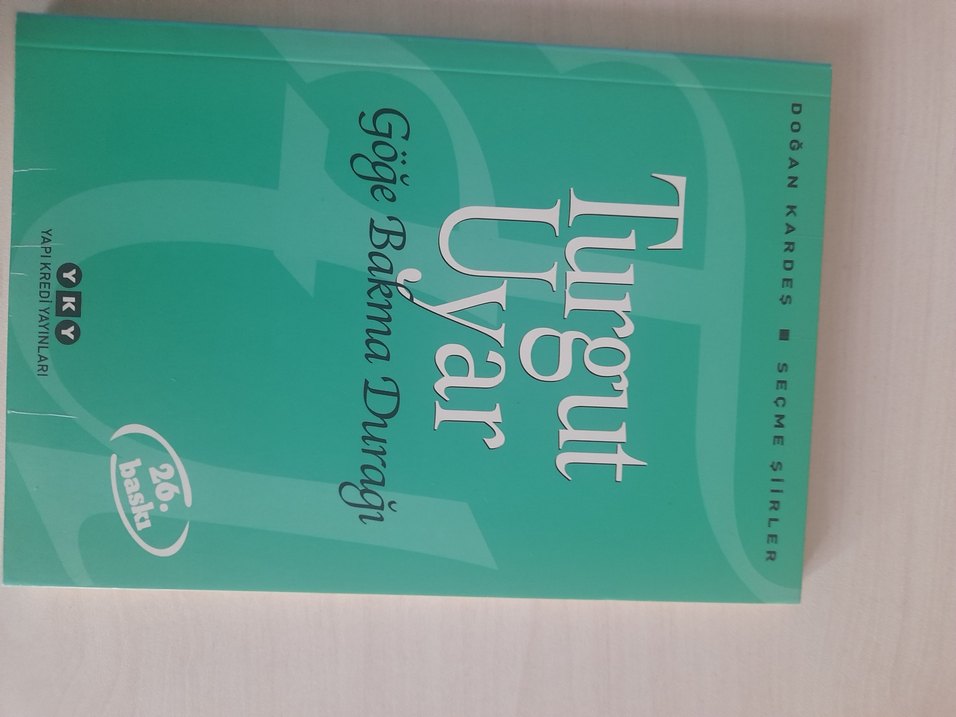 DOĞAN KARDEŞ ■ SEÇME ŞİİRLER
Turgut
Uyar
Göğe Bakma Durağı
26.
baskı
YKY
YAPI KREDİ YAYINLARI